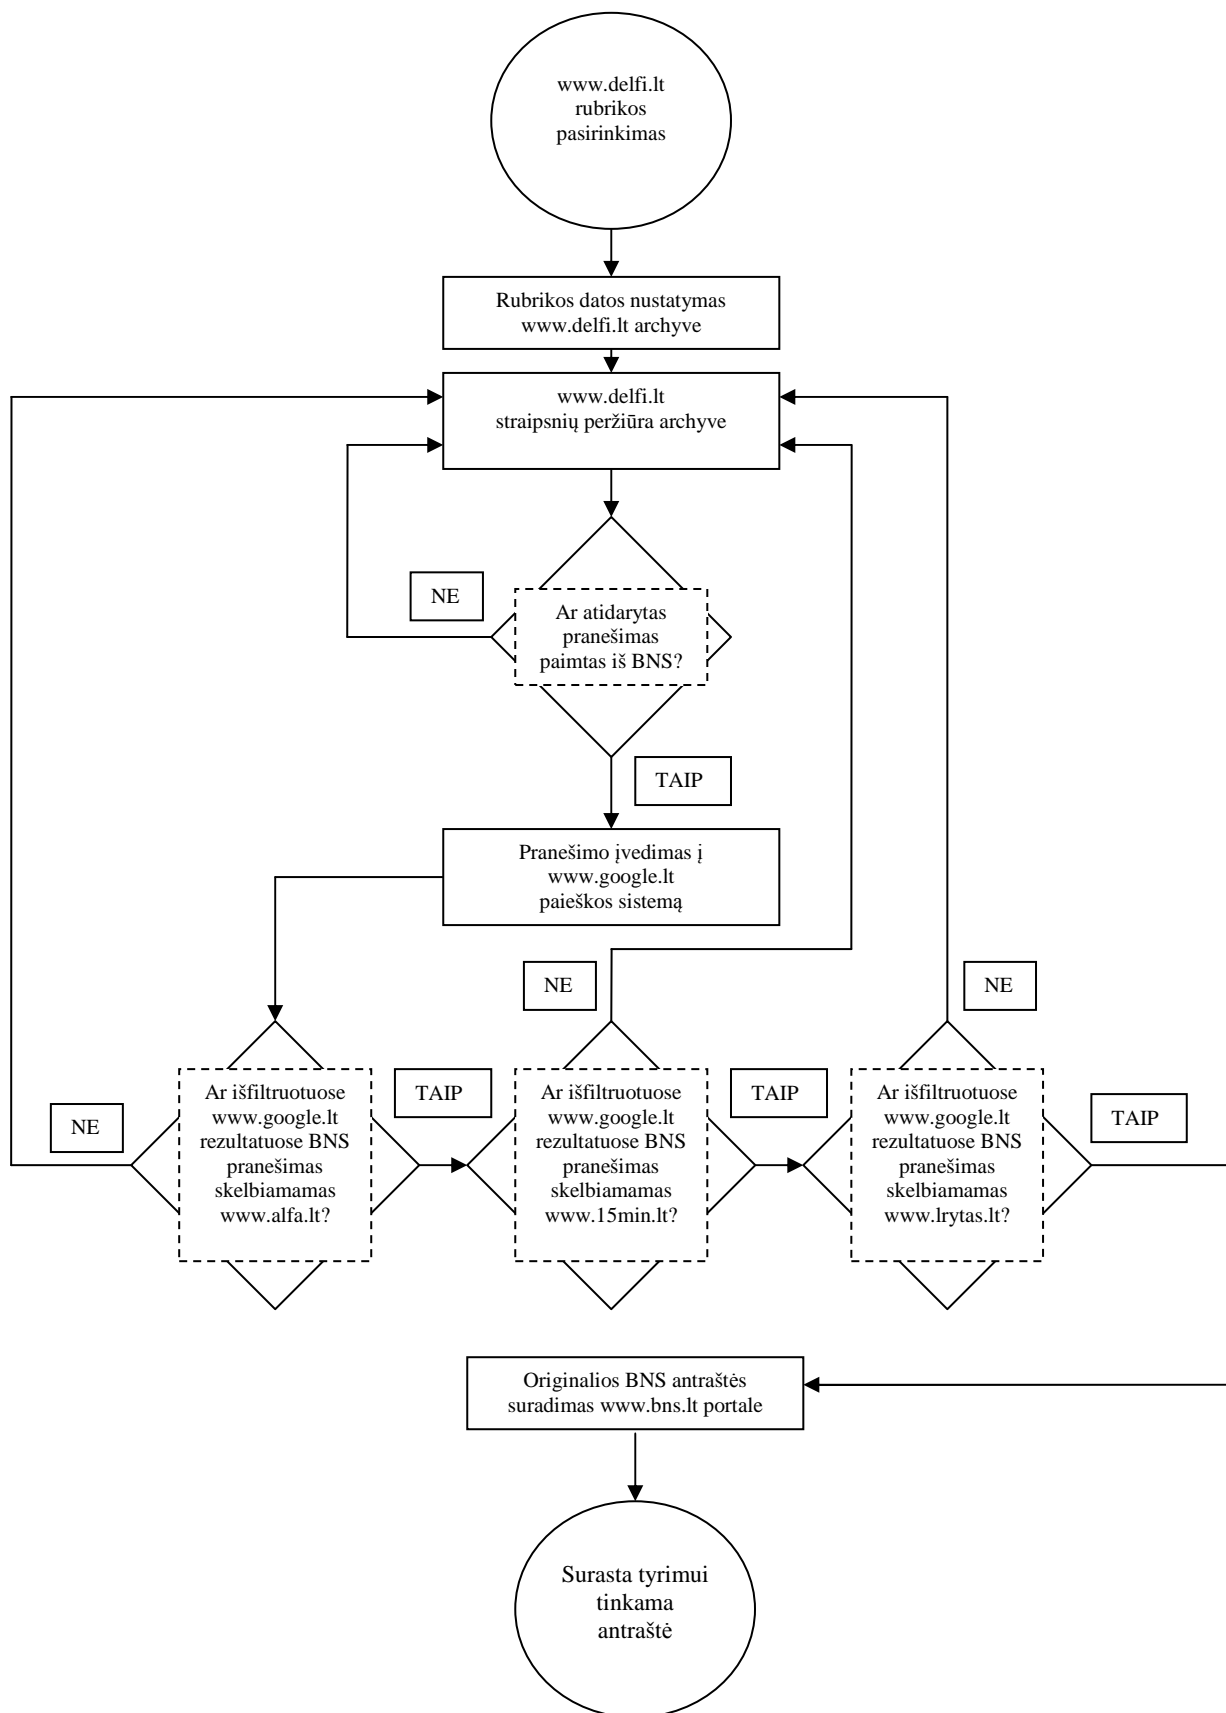 www.delfi.lt
rubrikos
pasirinkimas
Rubrikos datos nustatymas
www.delfi.lt archyve
www.delfi.lt
straipsnių peržiūra archyve
NE
Ar atidarytas
pranešimas
paimtas iš BNS?
TAIP
Pranešimo įvedimas į
www.google.lt
paieškos sistemą
NE
NE
NE
Ar išfiltruotuose
www.google.lt
rezultatuose BNS
pranešimas
skelbiamamas
www.alfa.lt?
TAIP
Ar išfiltruotuose
www.google.lt
rezultatuose BNS
pranešimas
skelbiamamas
www.15min.lt?
TAIP
Ar išfiltruotuose
www.google.lt
rezultatuose BNS
pranešimas
skelbiamamas
www.lrytas.lt?
TAIP
Originalios BNS antraštės
suradimas www.bns.lt portale
Surasta tyrimui
tinkama
antraštė